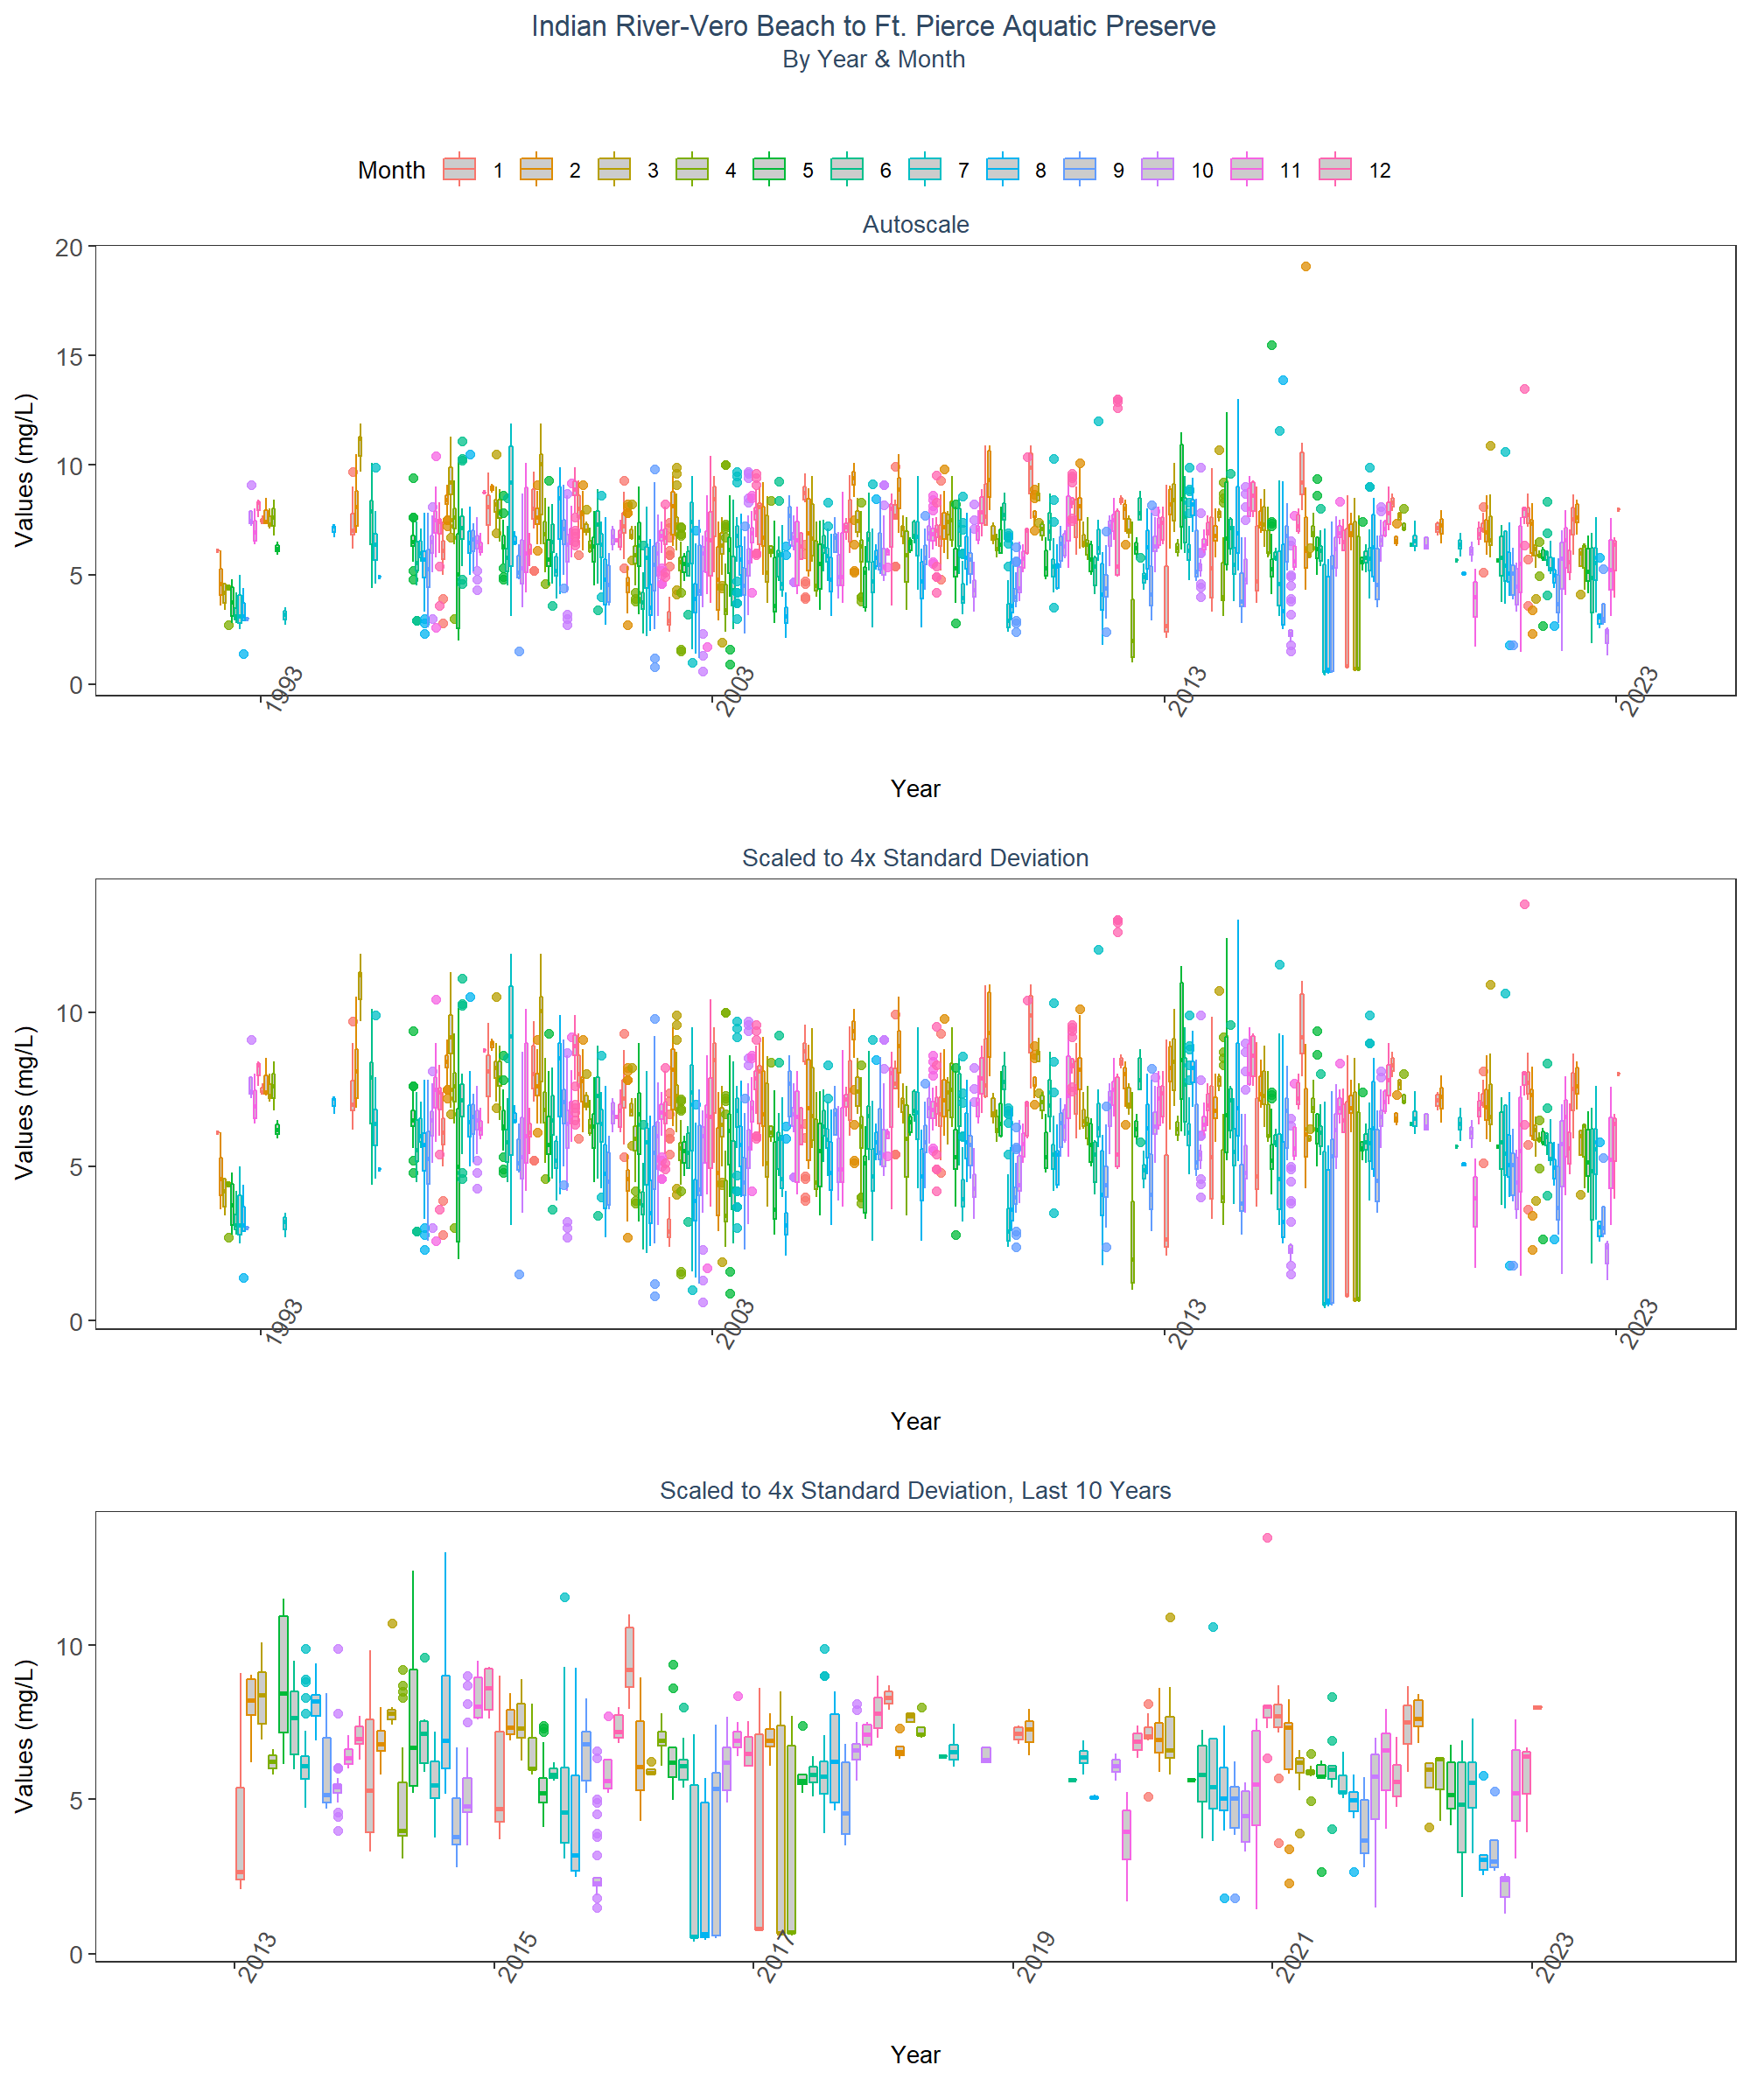 Indian River-Vero Beach to Ft. Pierce Aquatic Preserve
By Year & Month
Month 1 2 3 4 5 6 7 8 9 10 11 12
Autoscale
Values (mg/L)
20
15
10
5
0
1993 2003 2013 2023
Year
Scaled to 4x Standard Deviation
Values (mg/L)
10
5
0
1993 2003 2013 2023
Year
Scaled to 4x Standard Deviation, Last 10 Years
Values (mg/L)
10
5
0
2013 2015 2017 2019 2021 2023
Year